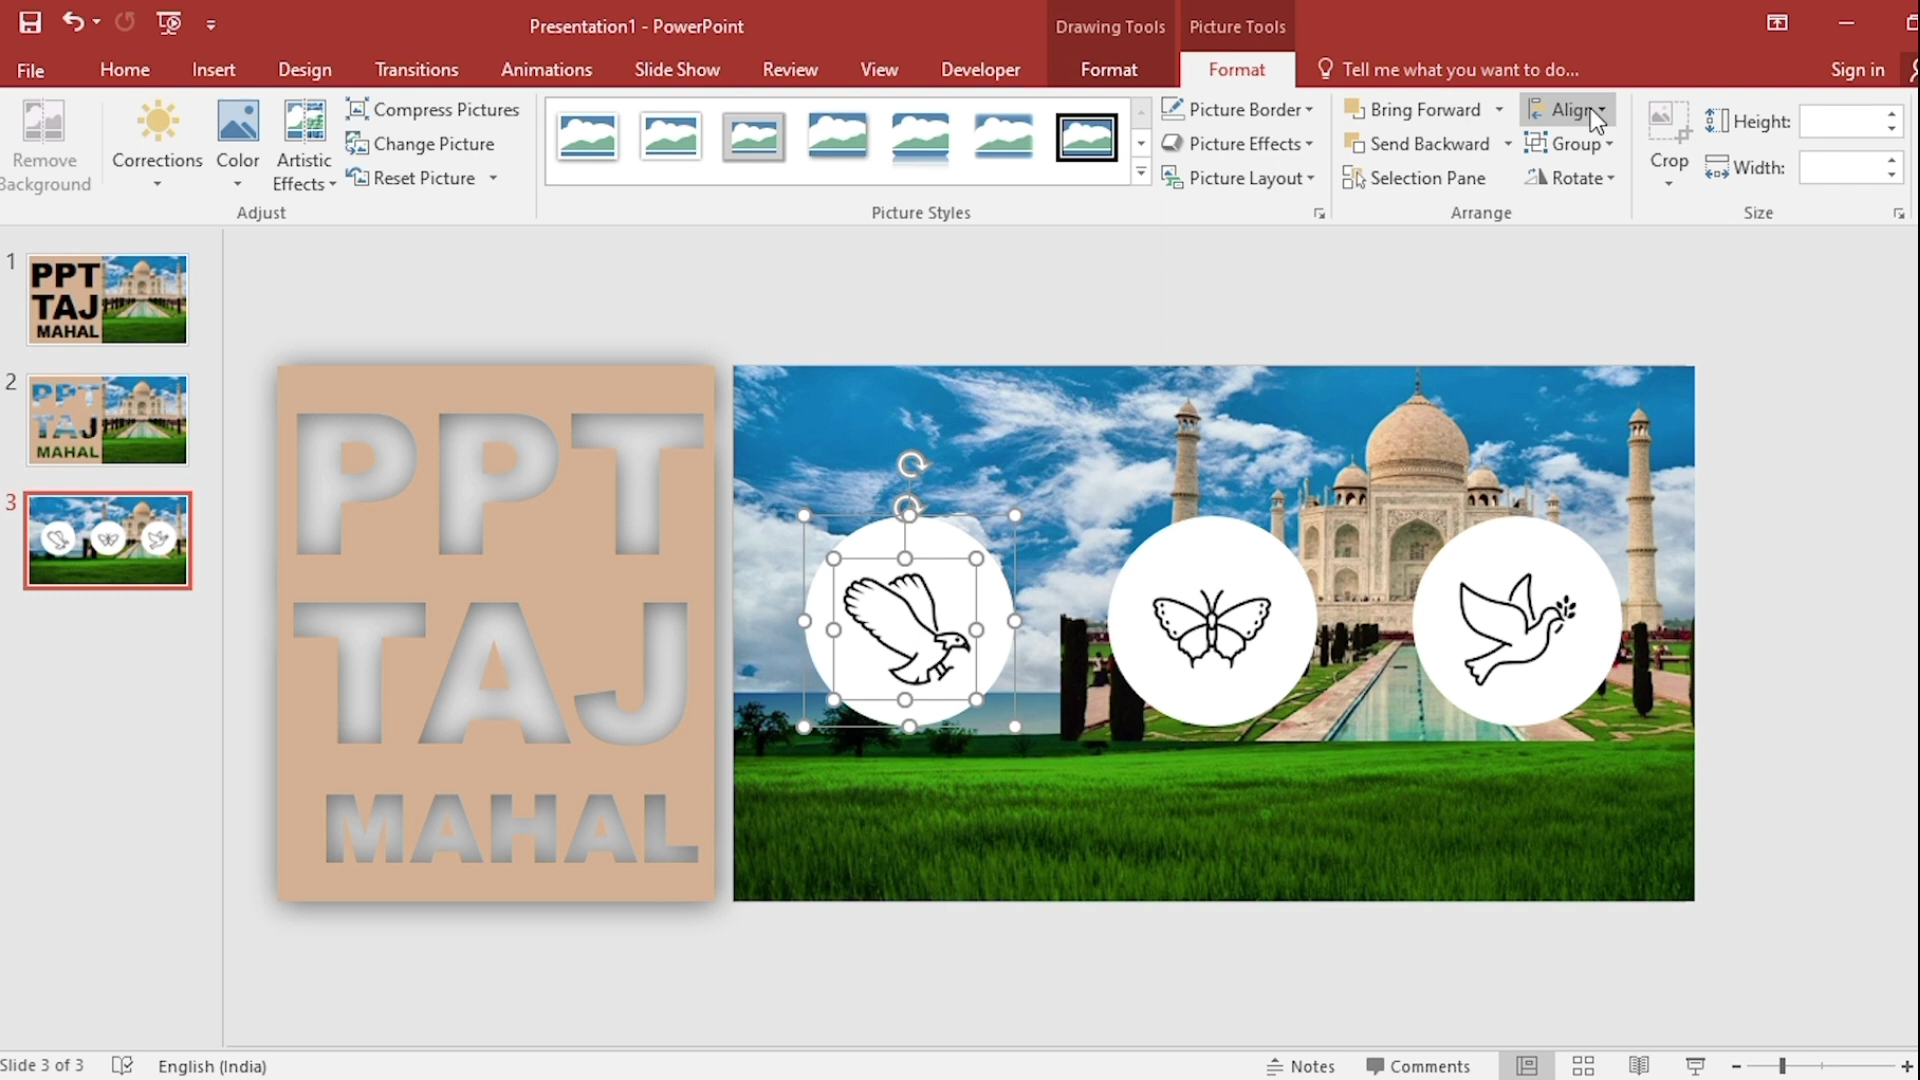 Presentation1 - PowerPoint
Drawing Tools
Picture Tools
File
Home
Insert
Design
Transitions
Animations
Slide Show
Review
View
Developer
Format
Format
Tell me what you want to do...
Sign in
Remove
Background
Corrections
Color
Artistic
Effects
Compress Pictures
Change Picture
Reset Picture
Adjust
Picture Styles
Picture Border
Picture Effects
Picture Layout
Bring Forward
Send Backward
Selection Pane
Align
Group
Rotate
Arrange
Crop
Height:
Width:
Size
1
PPT
TAJ
MAHAL
2
PPT
TAJ
MAHAL
3
PPT
TAJ
MAHAL
Slide 3 of 3
English (India)
Notes
Comments